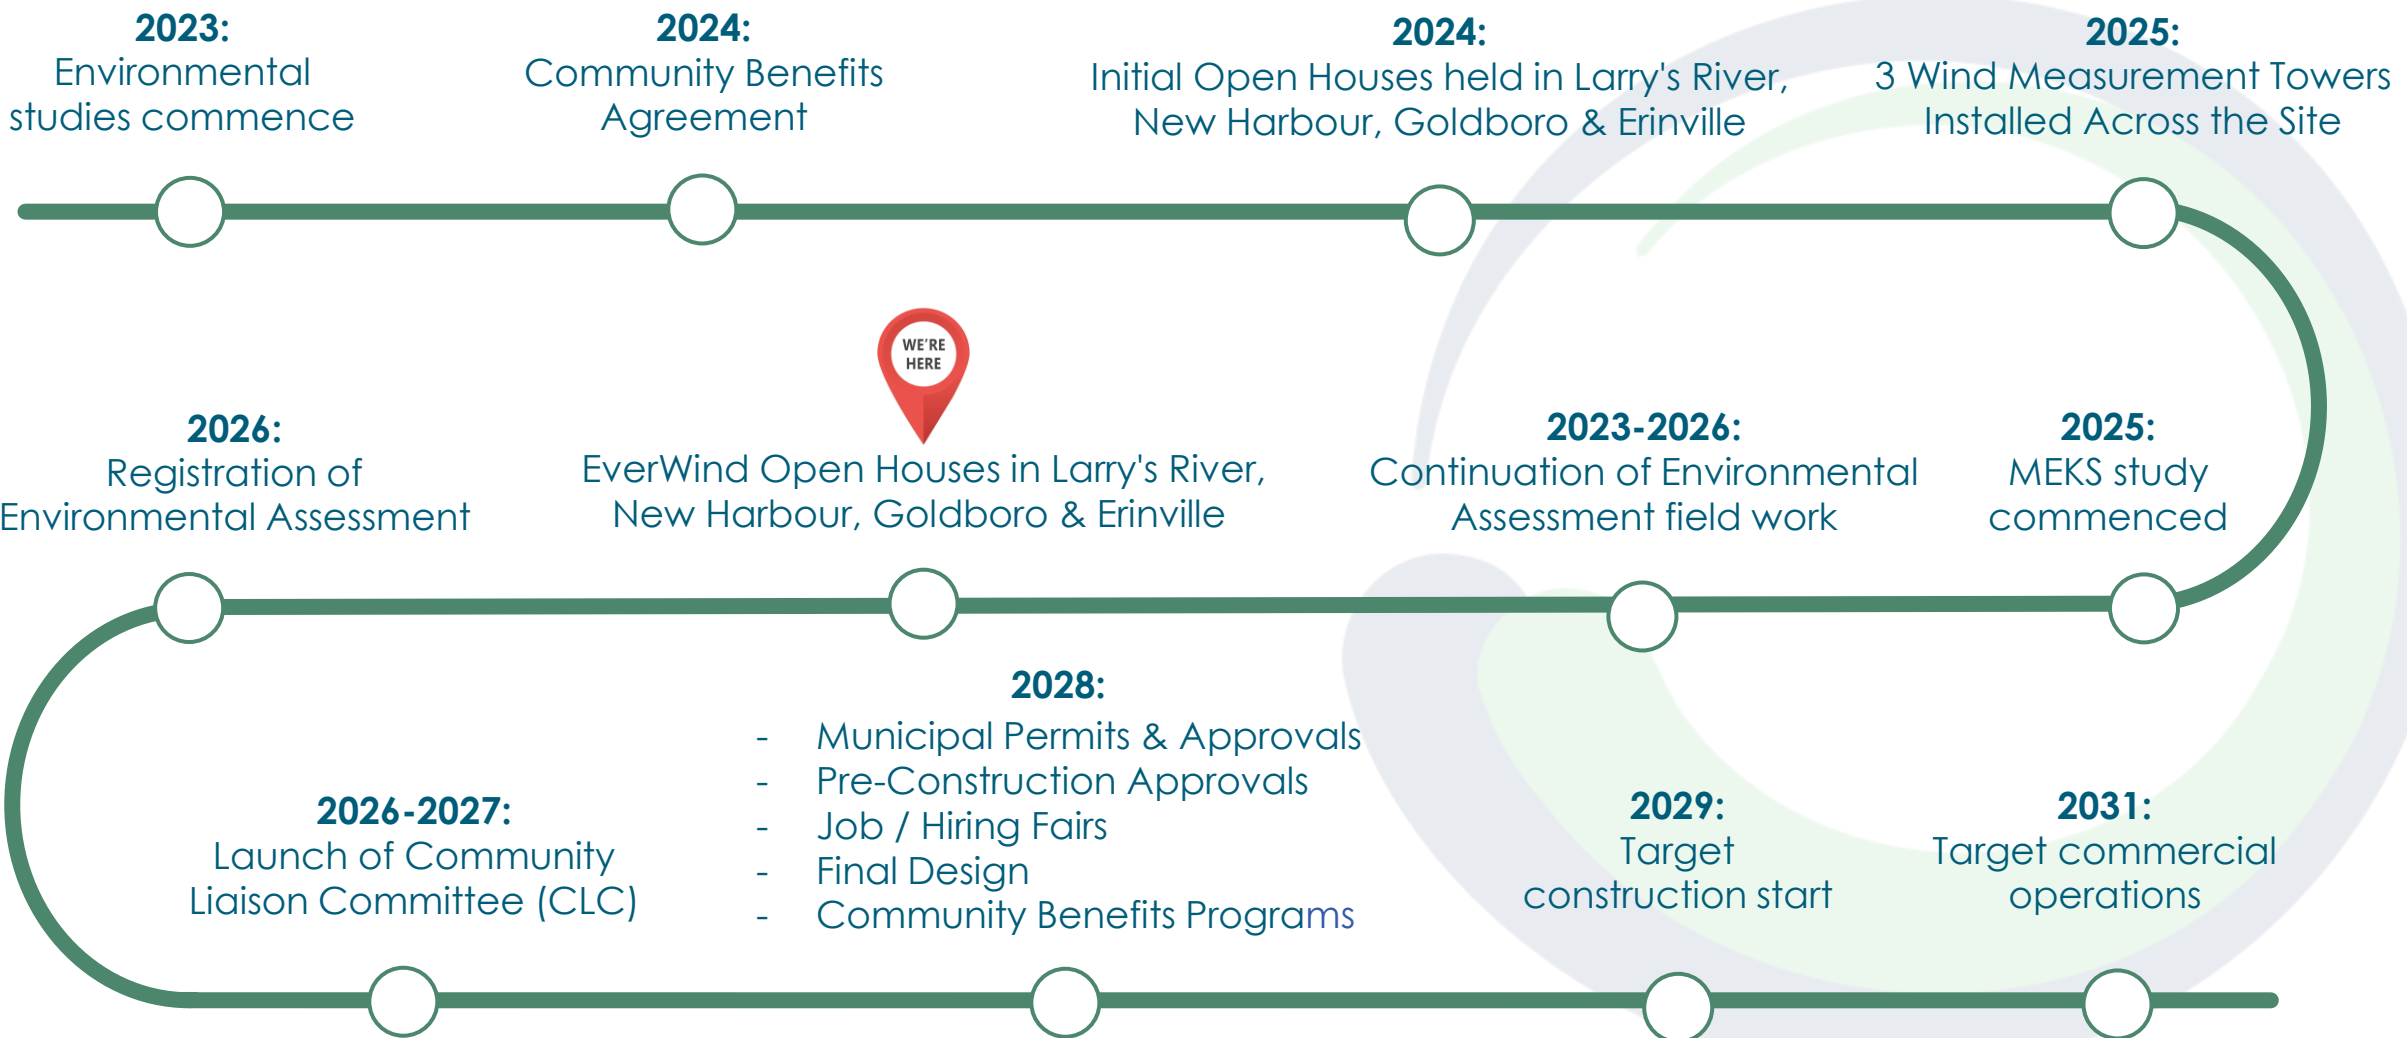 2023:
Environmental
studies commence
2024:
Community Benefits
Agreement
2024:
Initial Open Houses held in Larry's River,
New Harbour, Goldboro & Erinville
2025:
3 Wind Measurement Towers
Installed Across the Site
2025:
MEKS study
commenced
2023-2026:
Continuation of Environmental
Assessment field work
WE'RE
HERE
EverWind Open Houses in Larry's River,
New Harbour, Goldboro & Erinville
2026:
Registration of
Environmental Assessment
2026-2027:
Launch of Community
Liaison Committee (CLC)
2028:
- Municipal Permits & Approvals
- Pre-Construction Approvals
- Job / Hiring Fairs
- Final Design
- Community Benefits Programs
2029:
Target
construction start
2031:
Target commercial
operations